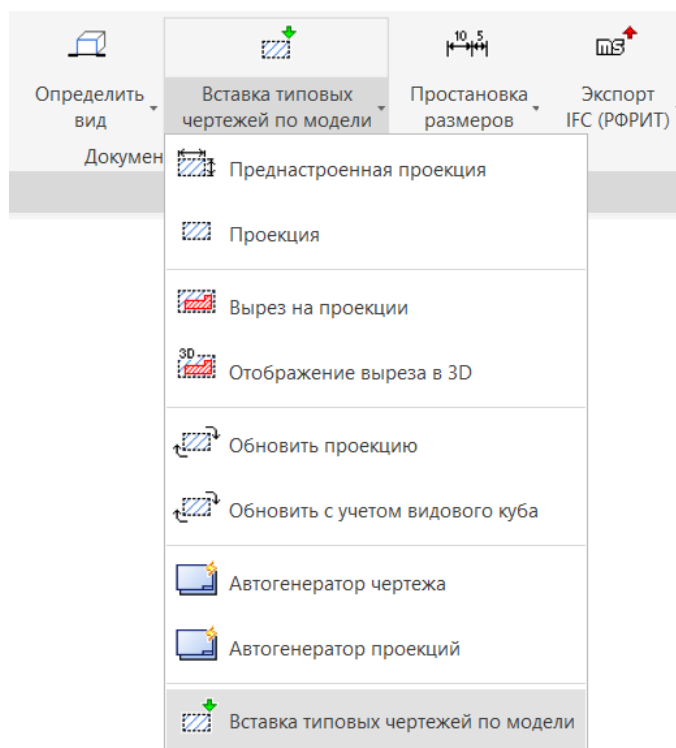 10 5
ms
Определить
вид
Вставка типовых
чертежей по модели
Простановка
размеров
Экспорт
IFC (РФРИТ)
Докумен
Преднастроенная проекция
Проекция
Вырез на проекции
3D
Отображение выреза в 3D
Обновить проекцию
Обновить с учетом видового куба
Автогенератор чертежа
Автогенератор проекций
Вставка типовых чертежей по модели